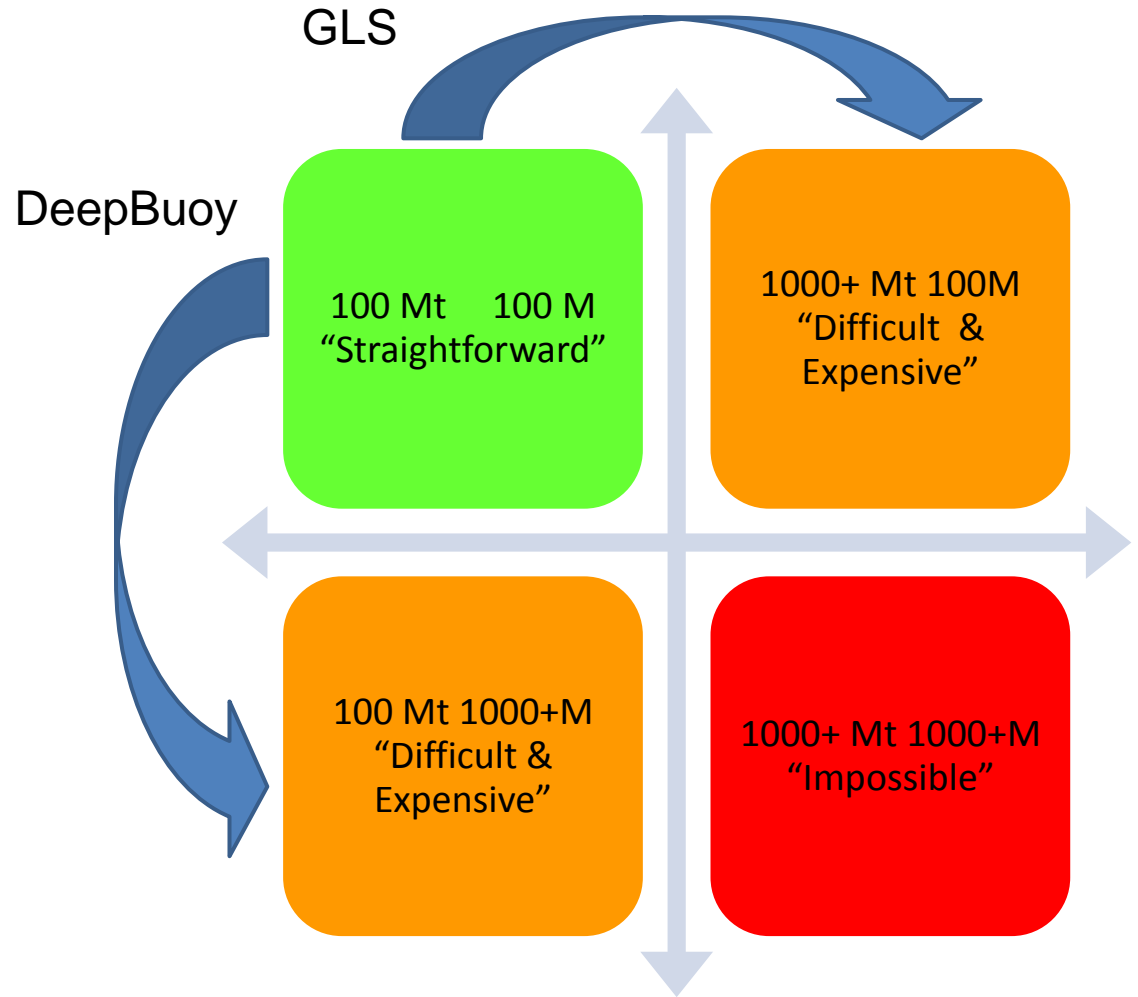 GLS
DeepBuoy
100 Mt 100 M
“Straightforward”
1000+ Mt 100M
“Difficult &
Expensive”
100 Mt 1000+M
“Difficult &
Expensive”
1000+ Mt 1000+M
“Impossible”